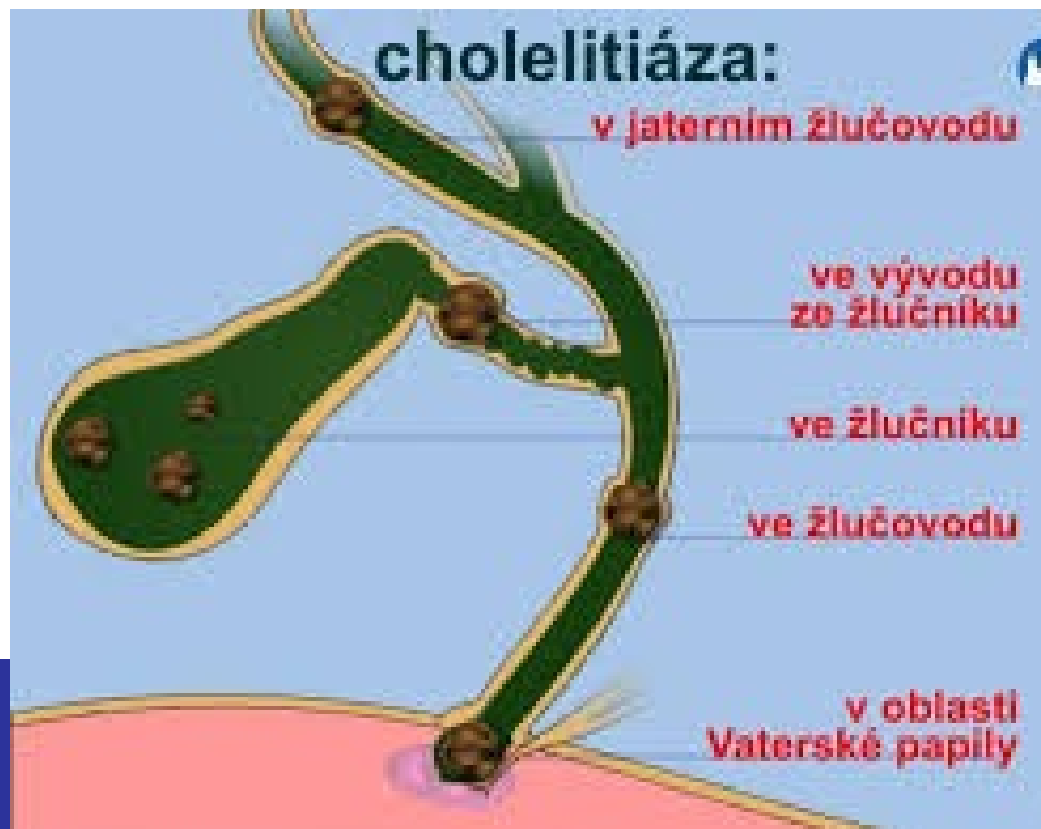 cholelitiáza:
v jaterním žlučovodu
ve vývodu
ze žlučníku
ve žlučníku
ve žlučovodu
v oblasti
Vaterské papily